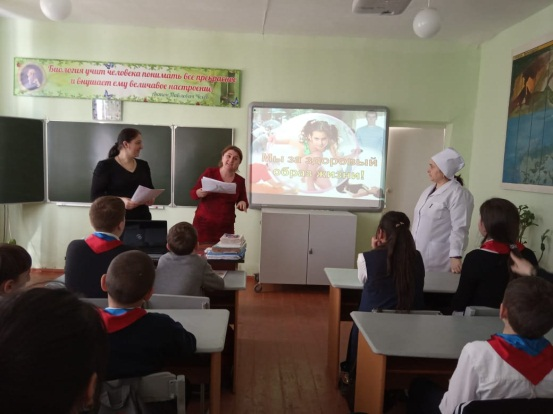 Биология учит человека понимать все прекрасное
и внушает ему величавое настроение
Мы за здоровый
образ жизни!